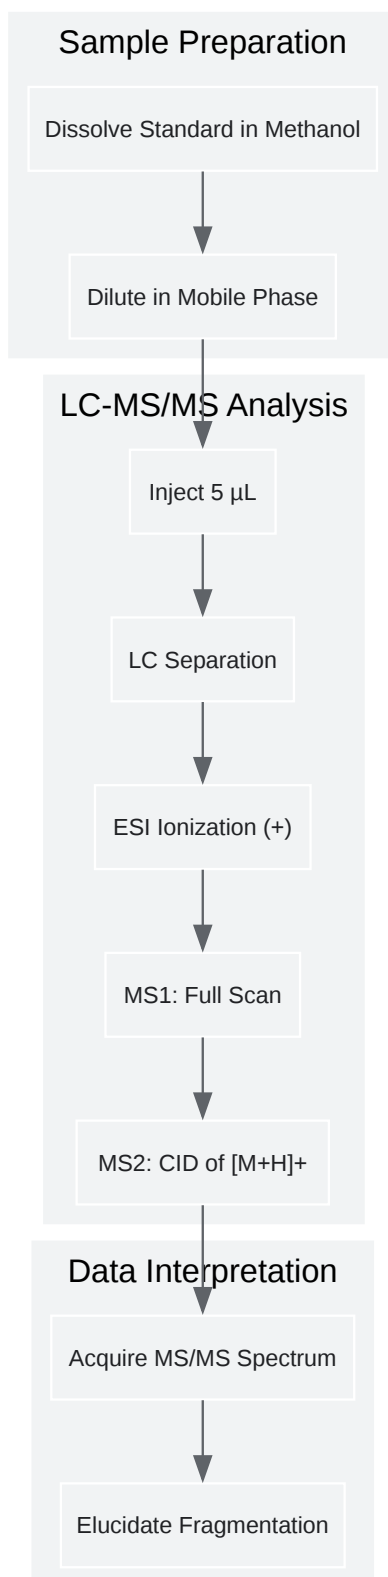 Sample Preparation
Dissolve Standard in Methanol
Dilute in Mobile Phase
LC-MS/MS Analysis
Inject 5 µL
LC Separation
ESI Ionization (+)
MS1: Full Scan
MS2: CID of [M+H]+
Data Interpretation
Acquire MS/MS Spectrum
Elucidate Fragmentation